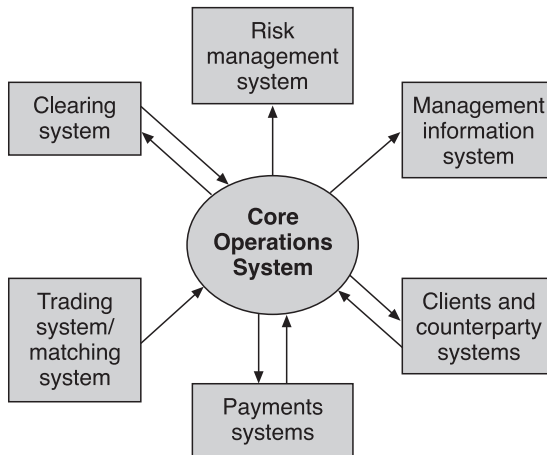 Risk
management
system
Clearing
system
Management
information
system
Core
Operations
System
Trading
system/
matching
system
Clients and
counterparty
systems
Payments
systems